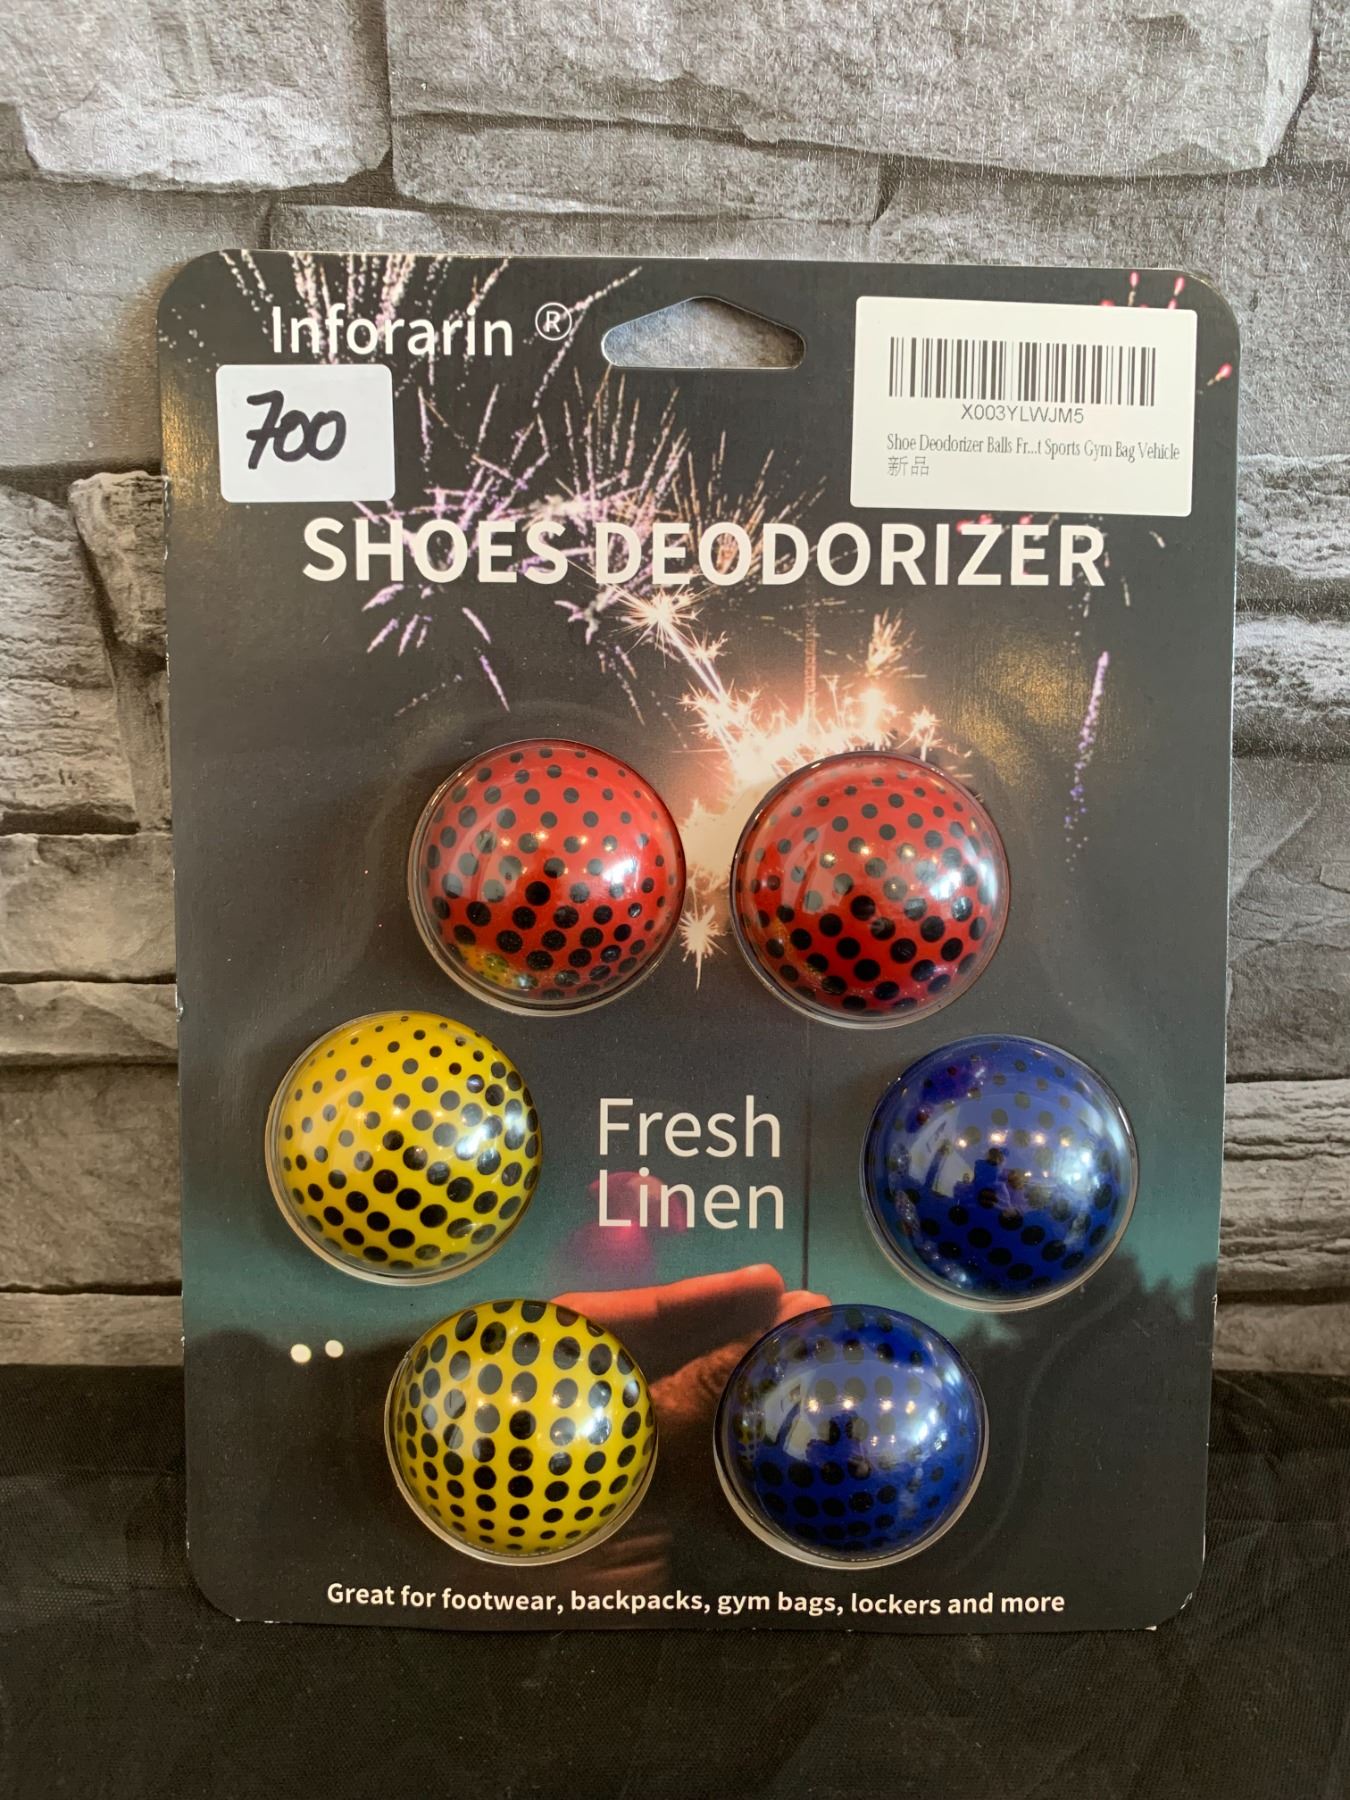 Inforarin ®
700
X003YLWJM5
Shoe Deodorizer Balls Fr...t Sports Gym Bag Vehicle
新品
SHOES DEODORIZER
Fresh
Linen
Great for footwear, backpacks, gym bags, lockers and more